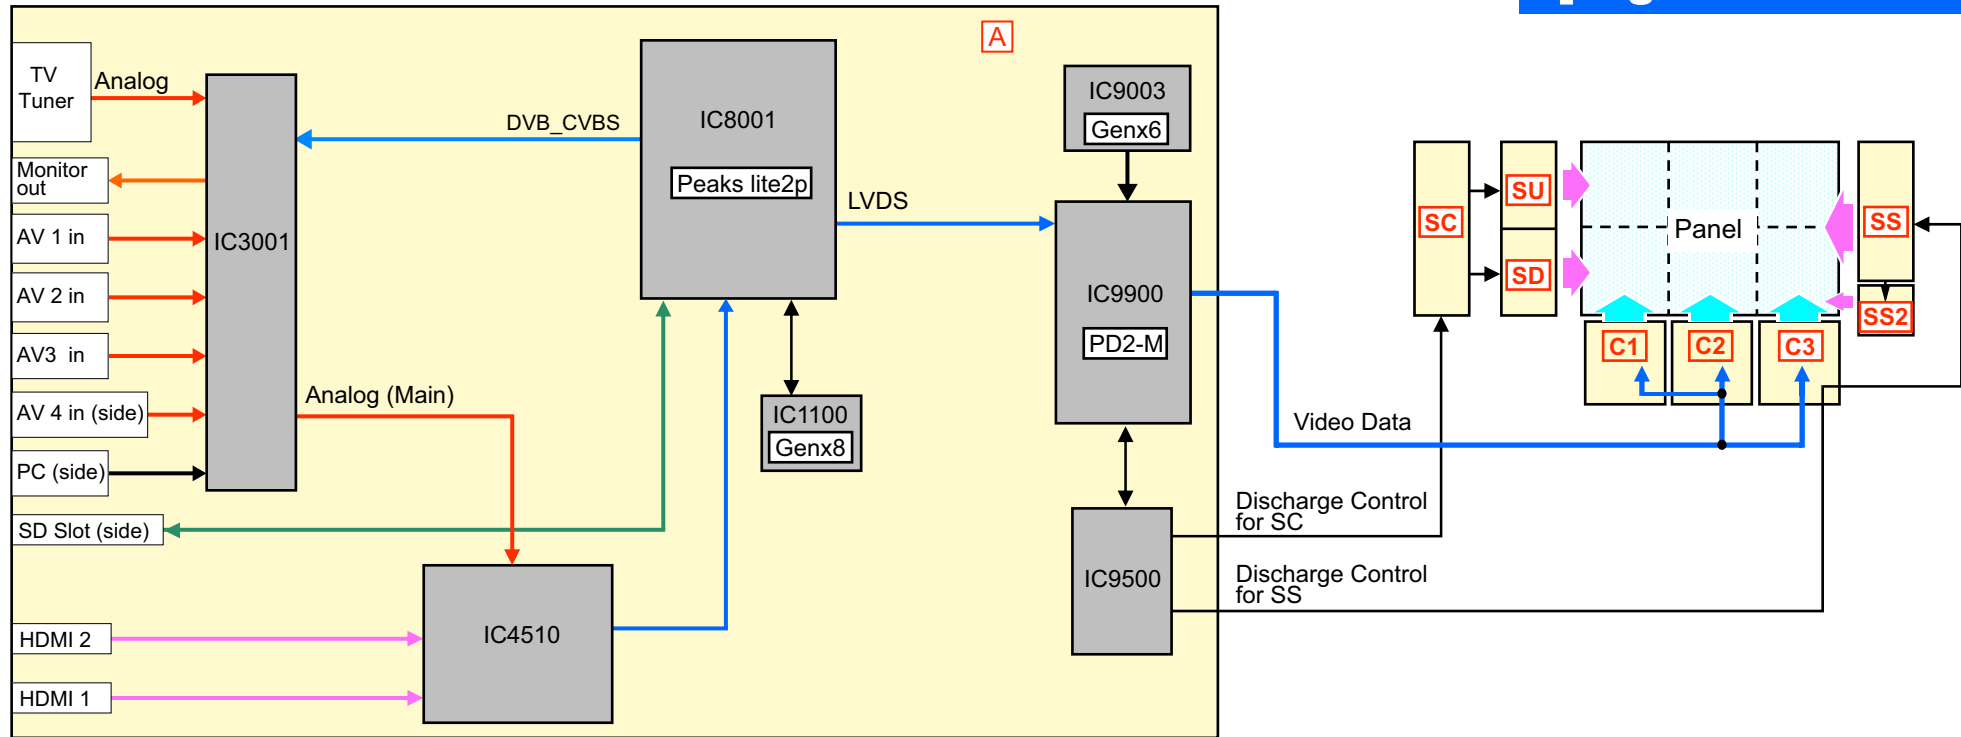 A
TV
Tuner
Analog
Monitor
out
AV 1 in
AV 2 in
AV3 in
AV 4 in (side)
PC (side)
SD Slot (side)
HDMI 2
HDMI 1
IC3001
DVB_CVBS
Analog (Main)
IC4510
IC8001
Peaks lite2p
LVDS
IC1100
Genx8
IC9003
Genx6
IC9900
PD2-M
IC9500
Video Data
Discharge Control
for SC
Discharge Control
for SS
SC
SU
SD
Panel
SS
SS2
C1
C2
C3